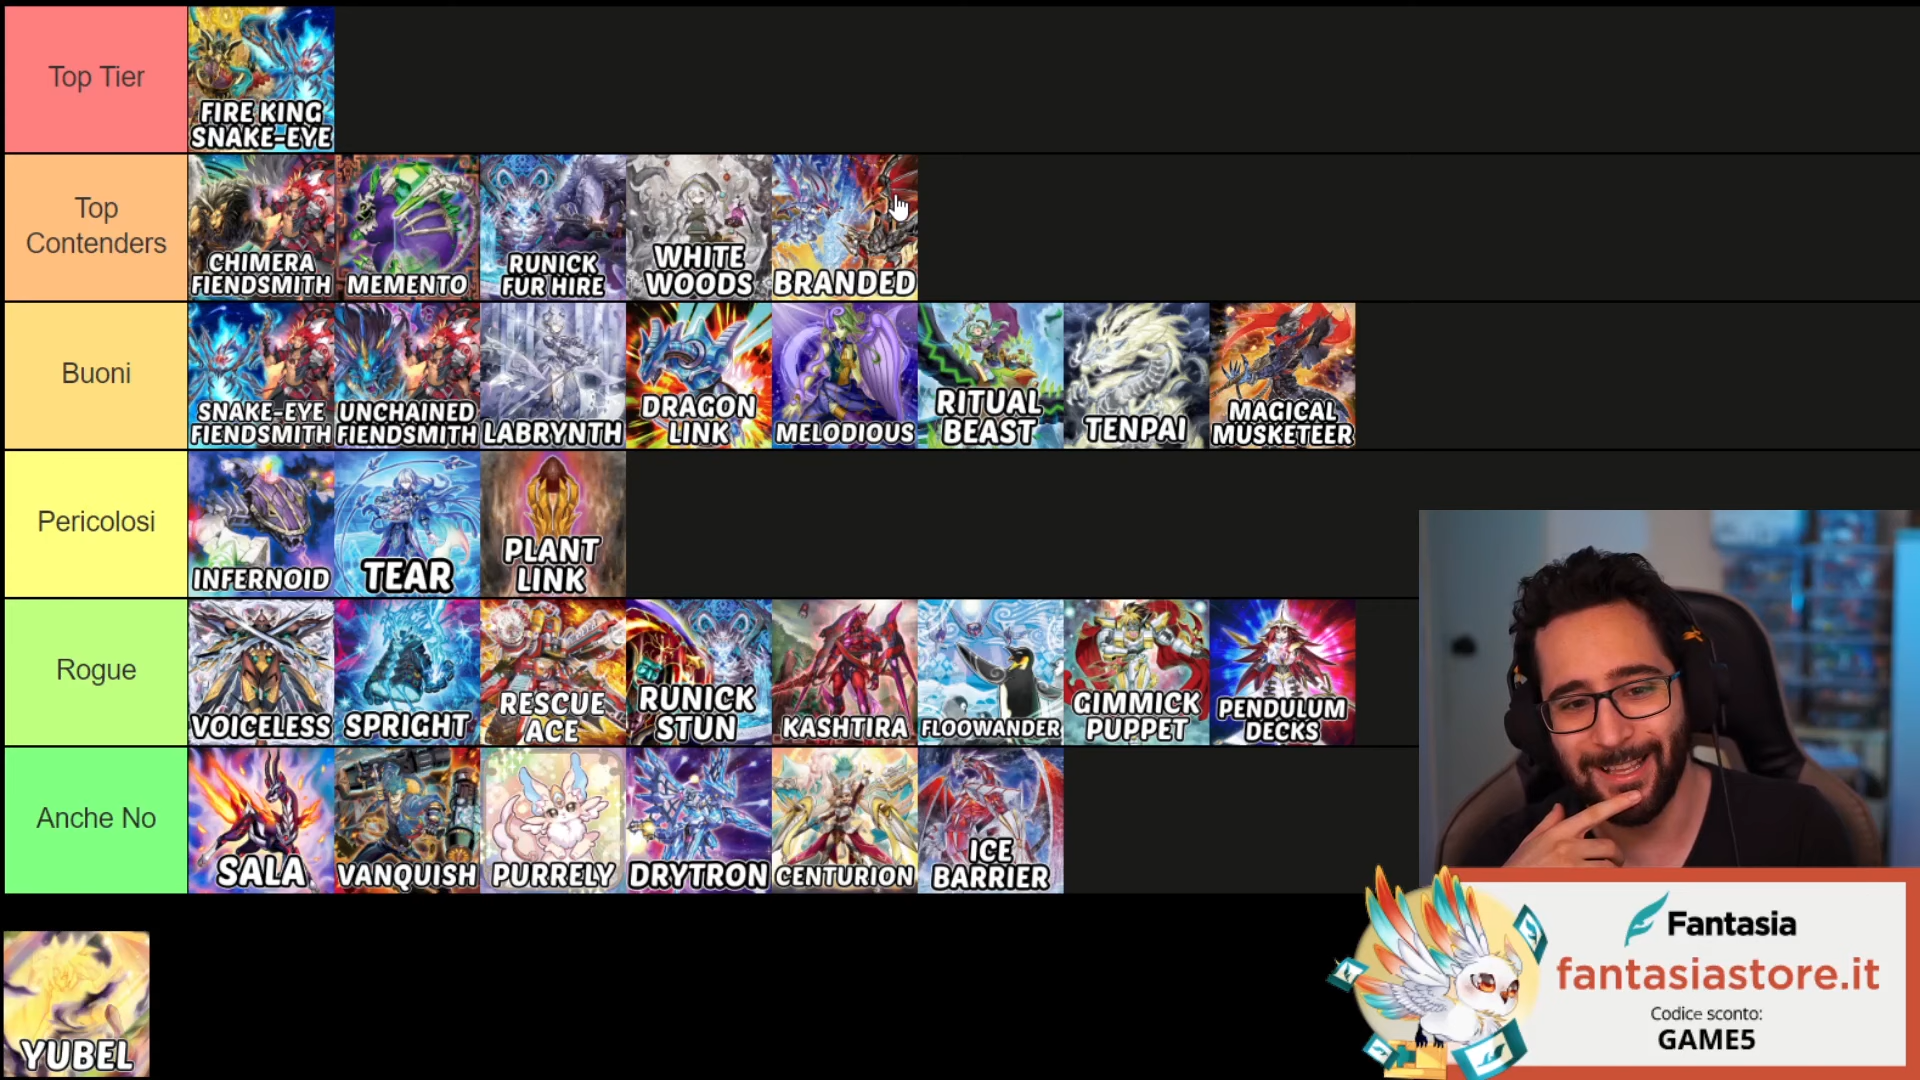 Top Tier
FIRE KING
SNAKE-EYE
Top
Contenders
CHIMERA
FIENDSMITH
MEMENTO
RUNICK
FUR HIRE
WHITE
WOODS
BRANDED
Buoni
SNAKE-EYE
FIENDSMITH
UNCHAINED
FIENDSMITH
LABRYNTH
DRAGON
LINK
MELODIOUS
RITUAL
BEAST
TENPAI
MAGICAL
MUSKETEER
Pericolosi
INFERNOID
TEAR
PLANT
LINK
Rogue
VOICELESS
SPRIGHT
RESCUE
ACE
RUNICK
STUN
KASHTIRA
FLOOWANDER
GIMMICK
PUPPET
PENDULUM
DECKS
Anche No
SALA
VANQUISH
PURRELY
DRYTRON
CENTURION
ICE
BARRIER
YUBEL
Fantasia
fantasiastore.it
Codice sconto:
GAME5